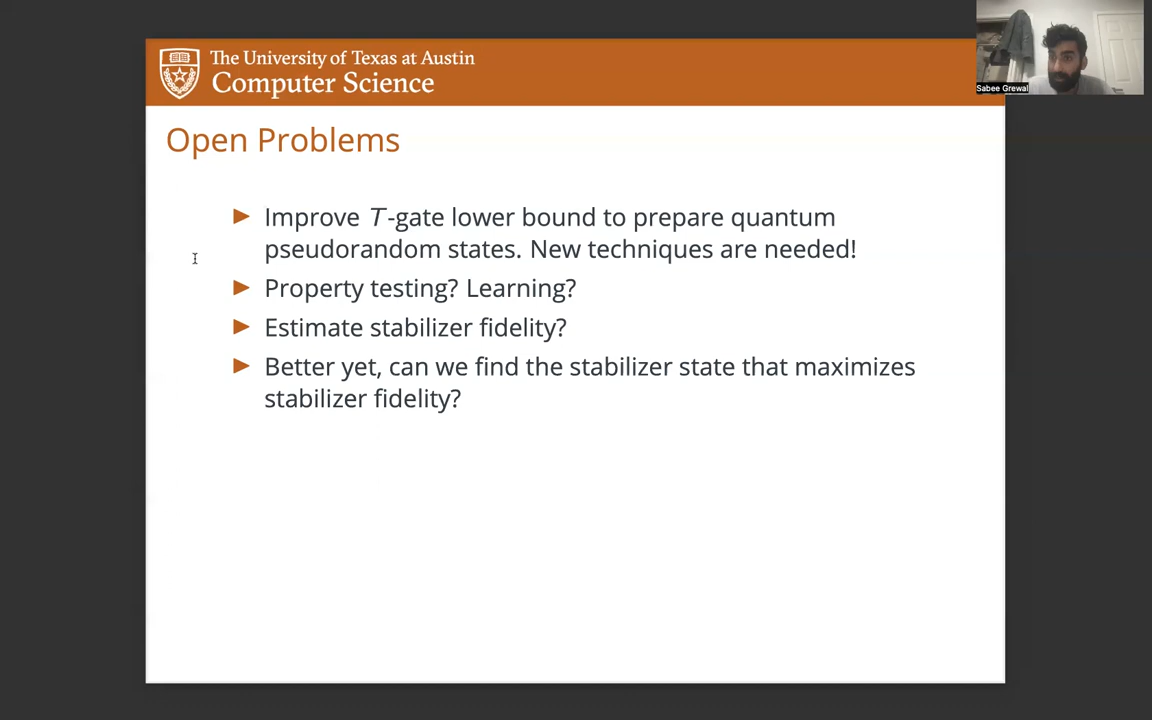 The University of Texas at Austin
Computer Science
Sabee Grewal
Open Problems
Improve T-gate lower bound to prepare quantum
pseudorandom states. New techniques are needed!
Property testing? Learning?
Estimate stabilizer fidelity?
Better yet, can we find the stabilizer state that maximizes
stabilizer fidelity?